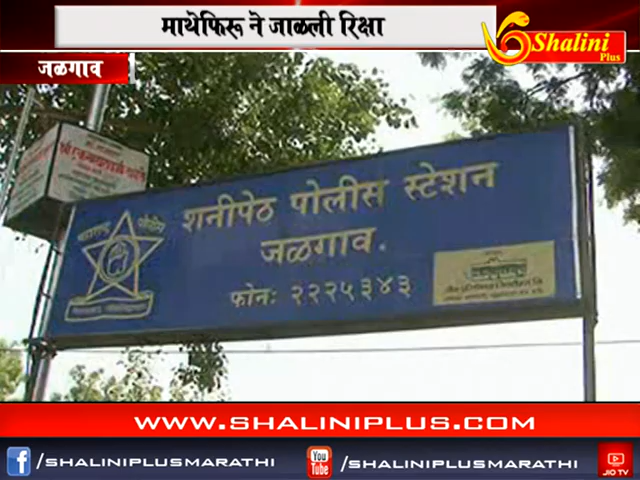 माथेफिरू ने जाळली रिक्षा
Shalini
Plus
जळगाव
शनीपेठ पोलीस स्टेशन
जळगाव.
फोनः २२२५३४३
WWW.SHALINIPLUS.COM
/SHALINIPLUSMARATHI
You Tube
/SHALINIPLUSMARATHI
JIO TV